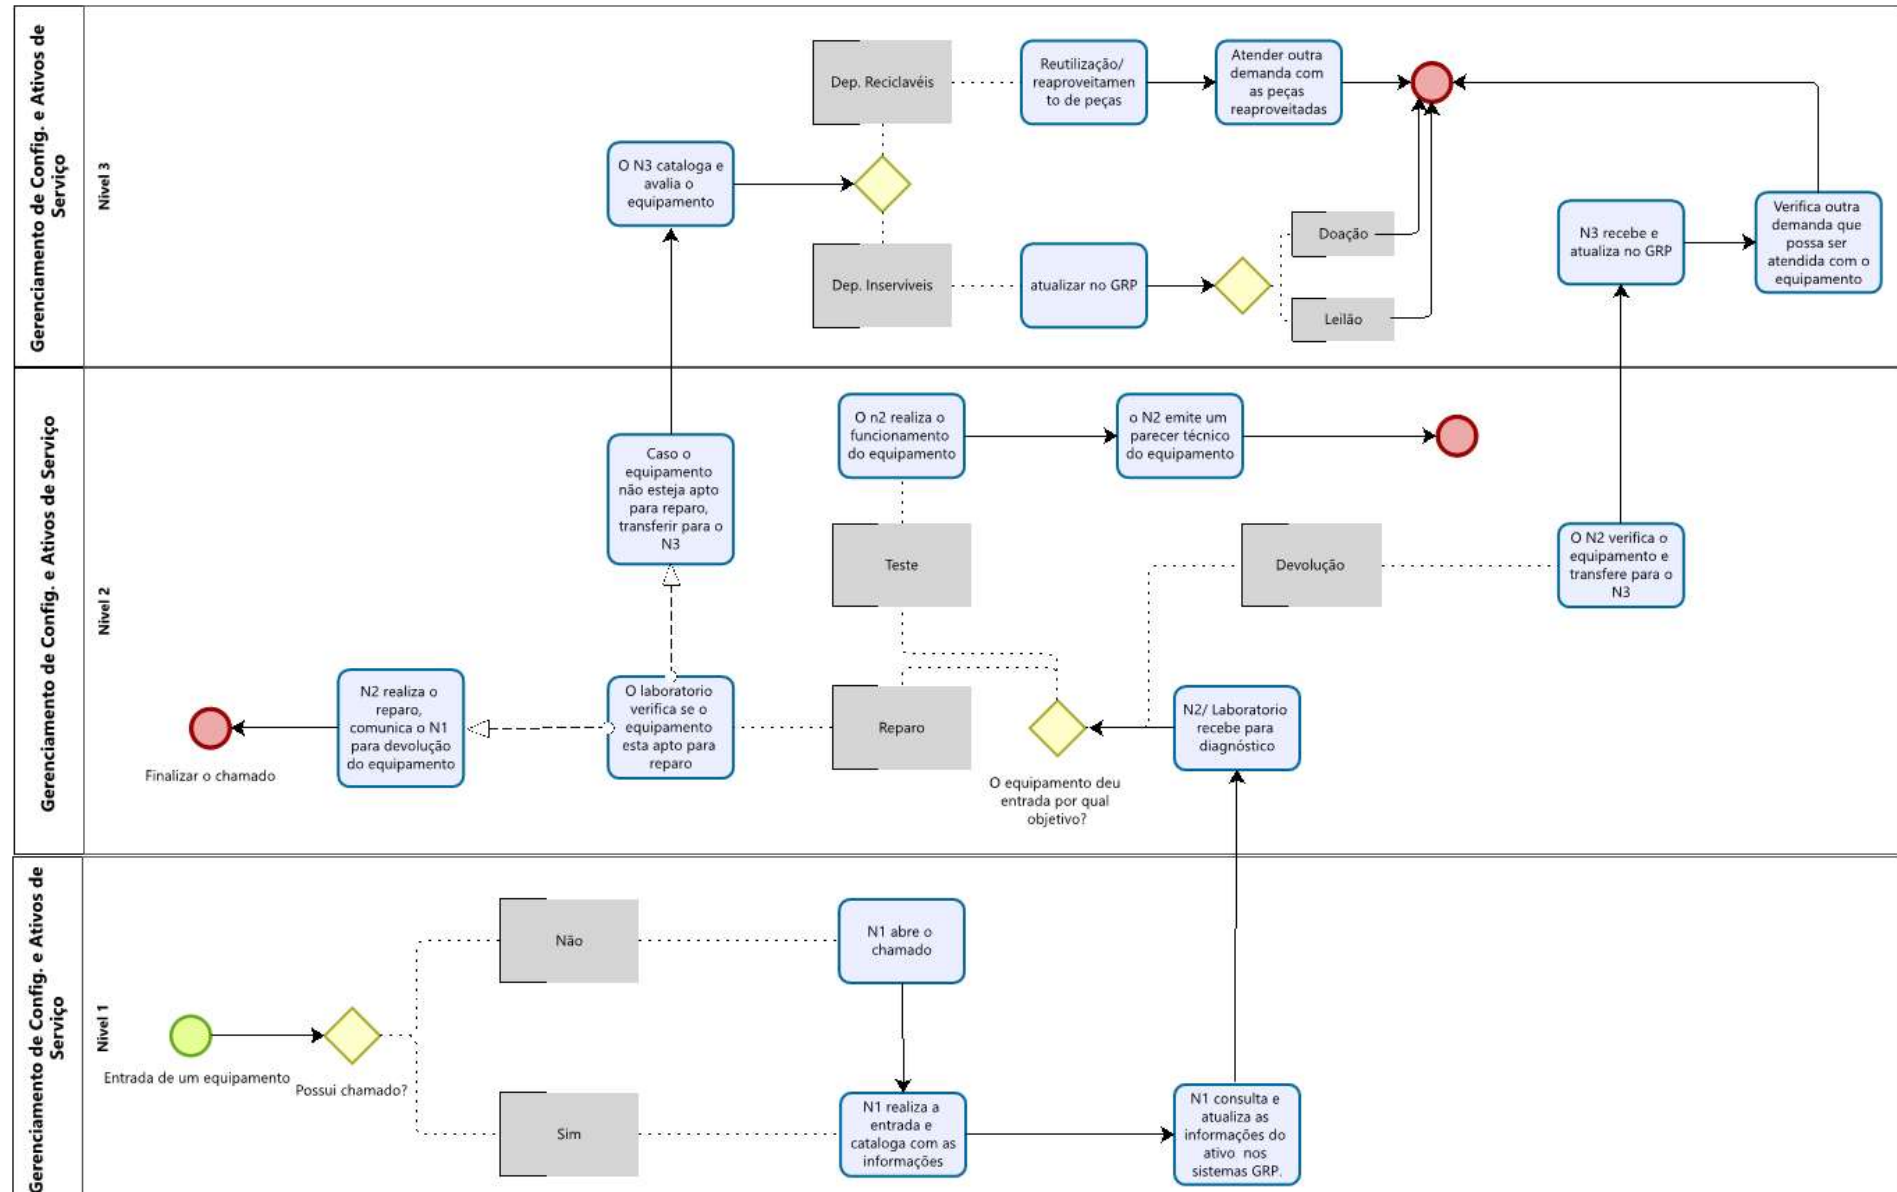 Gerenciamento de Config. e Ativos de
Serviço
Nivel 3
Dep. Reciclavéis
Reutilização/
reaproveitamen
to de peças
Atender outra
demanda com
as peças
reaproveitadas
O N3 cataloga e
avalia o
equipamento
Dep. Inservíveis
atualizar no GRP
Doação
Leilão
N3 recebe e
atualiza no GRP
Verifica outra
demanda que
possa ser
atendida com o
equipamento
Gerenciamento de Config. e Ativos de Serviço
Nivel 2
O n2 realiza o
funcionamento
do equipamento
o N2 emite um
parecer técnico
do equipamento
Caso o
equipamento
não esteja apto
para reparo,
transferir para o
N3
Teste
Devolução
O N2 verifica o
equipamento e
transfere para o
N3
N2 realiza o
reparo,
comunica o N1
para devolução
do equipamento
Finalizar o chamado
O laboratorio
verifica se o
equipamento
esta apto para
reparo
Reparo
O equipamento deu
entrada por qual
objetivo?
N2/ Laboratorio
recebe para
diagnóstico
Gerenciamento de Config. e Ativos de
Serviço
Nivel 1
Entrada de um equipamento
Possui chamado?
Não
N1 abre o
chamado
Sim
N1 realiza a
entrada e
cataloga com as
informações
N1 consulta e
atualiza as
informações do
ativo nos
sistemas GRP.